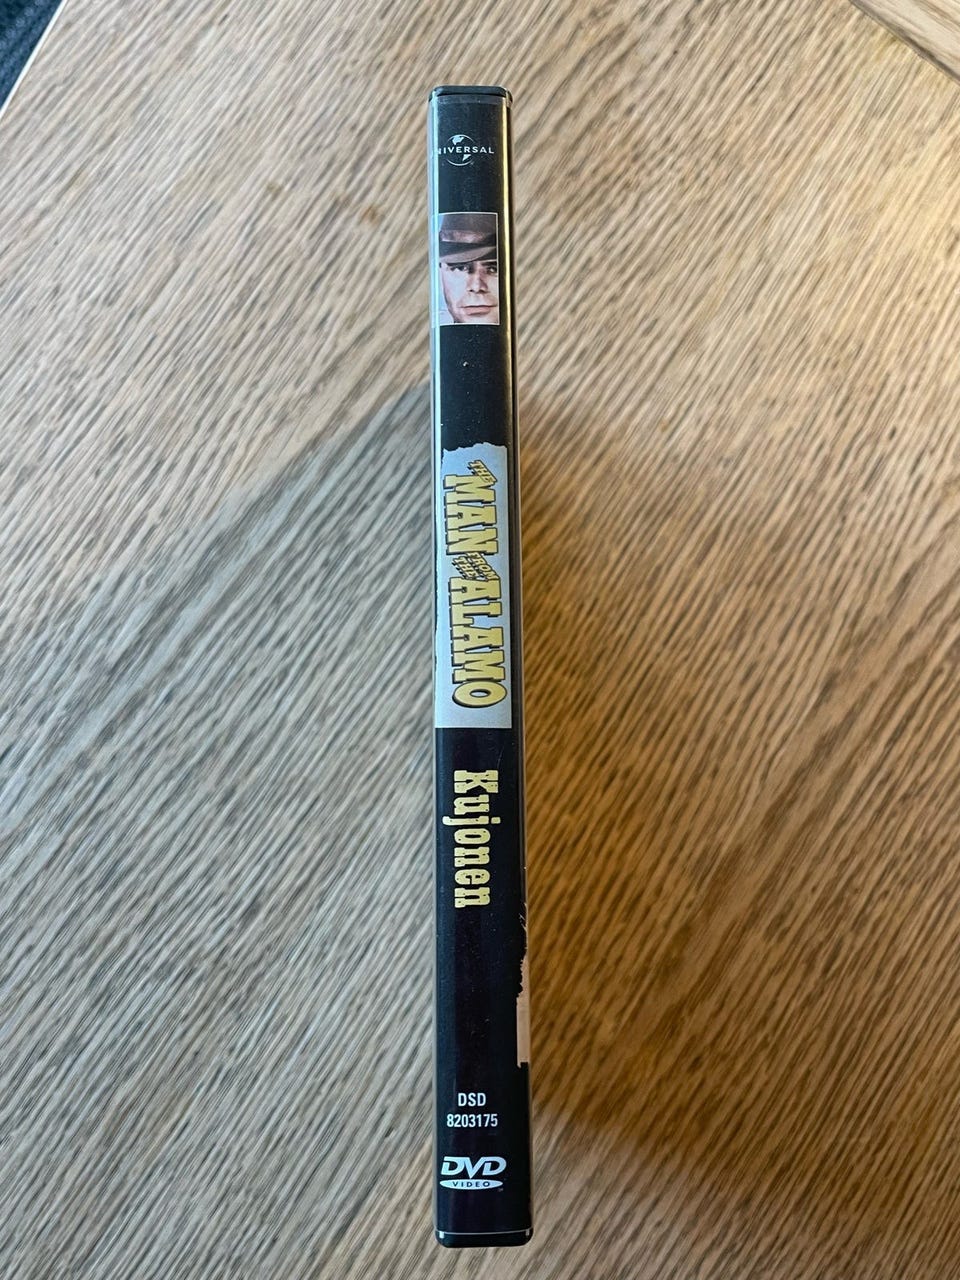 UNIVERSAL
THE
MAN
FROM
THE
ALAMO
Kujonen
DSD
8203175
DVD
VIDEO